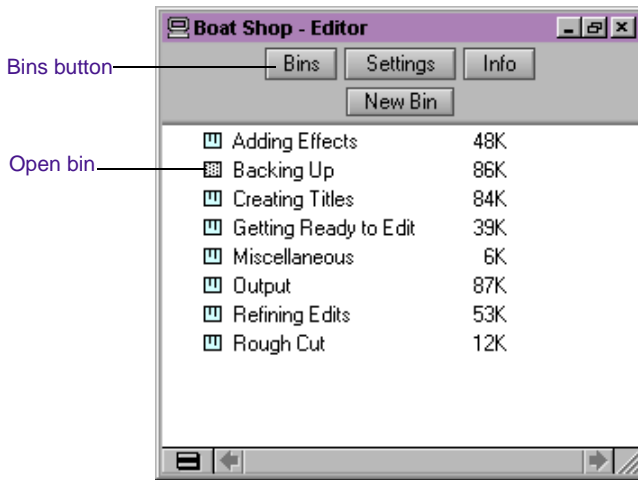 Boat Shop - Editor
Bins button
Bins Settings Info
New Bin
Adding Effects 48K
Open bin
Backing Up 86K
Creating Titles 84K
Getting Ready to Edit 39K
Miscellaneous 6K
Output 87K
Refining Edits 53K
Rough Cut 12K